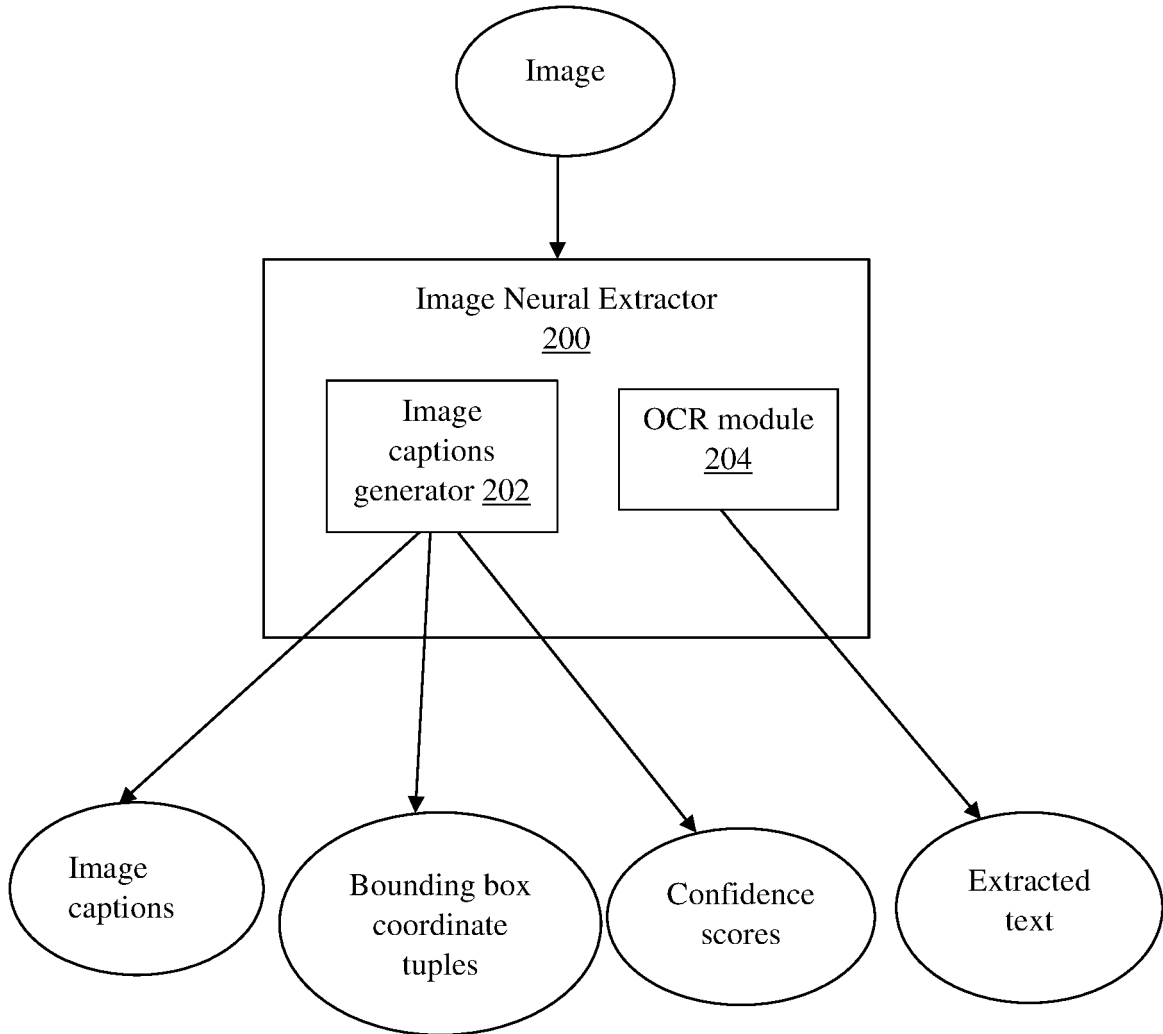 Image
Image Neural Extractor
200
Image
captions
generator 202
OCR module
204
Image
captions
Bounding box
coordinate
tuples
Confidence
scores
Extracted
text